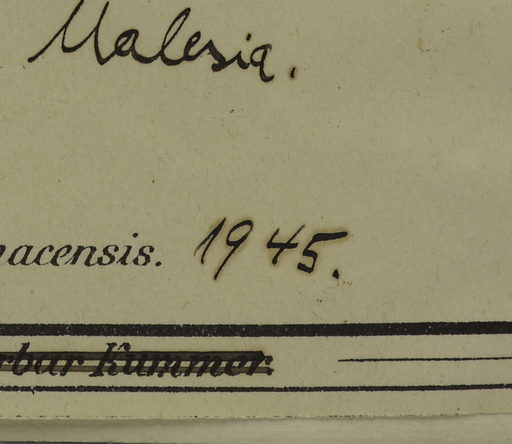 Malesia.
nacensis. 1945.
rbar Kummer.